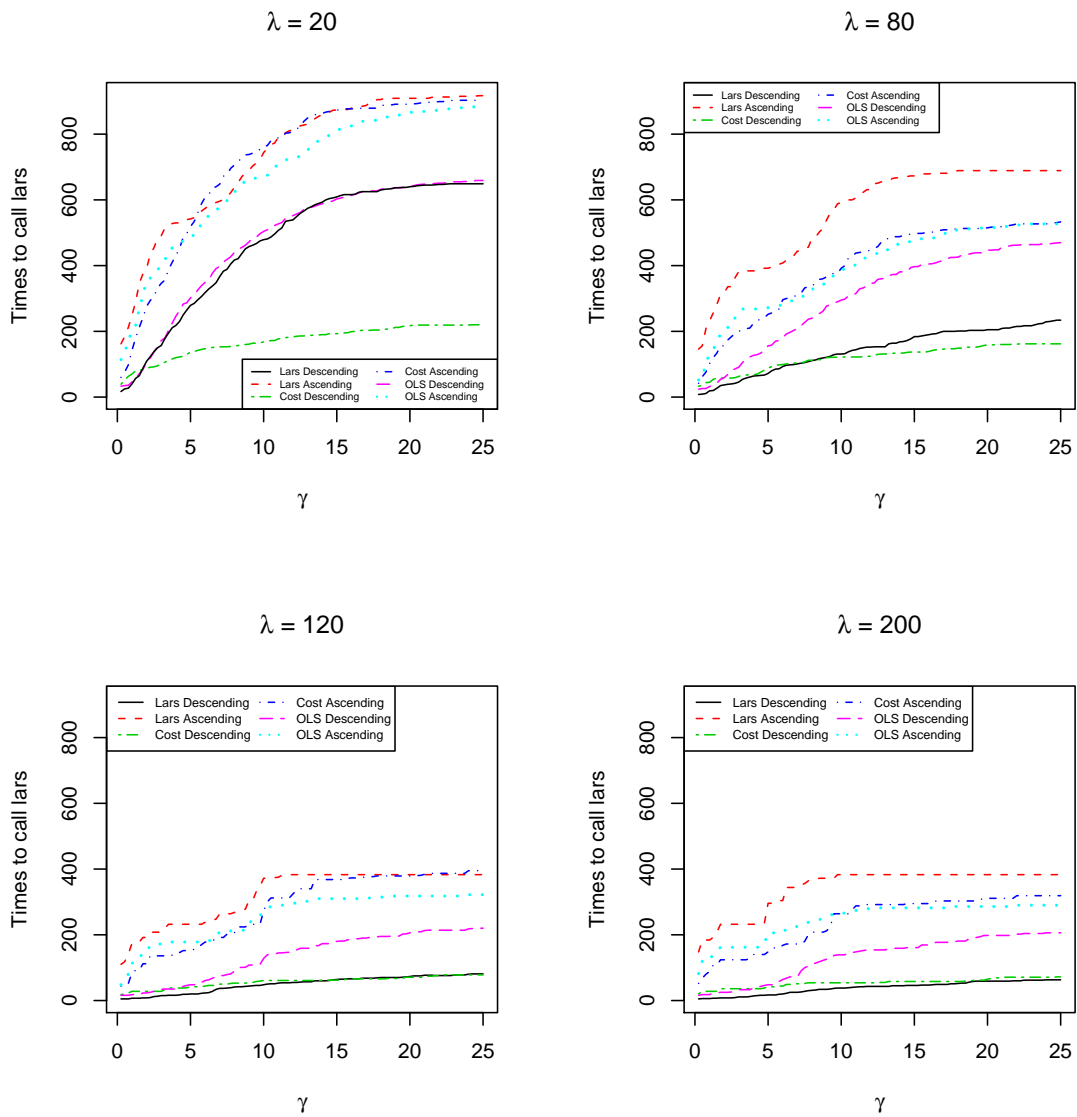 λ = 20
Times to call lars
0 200 400 600 800
Lars Descending
Lars Ascending
Cost Descending
Cost Ascending
OLS Descending
OLS Ascending
0 5 10 15 20 25
γ
λ = 80
Times to call lars
0 200 400 600 800
Lars Descending
Lars Ascending
Cost Descending
Cost Ascending
OLS Descending
OLS Ascending
0 5 10 15 20 25
γ
λ = 120
Times to call lars
0 200 400 600 800
Lars Descending
Lars Ascending
Cost Descending
Cost Ascending
OLS Descending
OLS Ascending
0 5 10 15 20 25
γ
λ = 200
Times to call lars
0 200 400 600 800
Lars Descending
Lars Ascending
Cost Descending
Cost Ascending
OLS Descending
OLS Ascending
0 5 10 15 20 25
γ